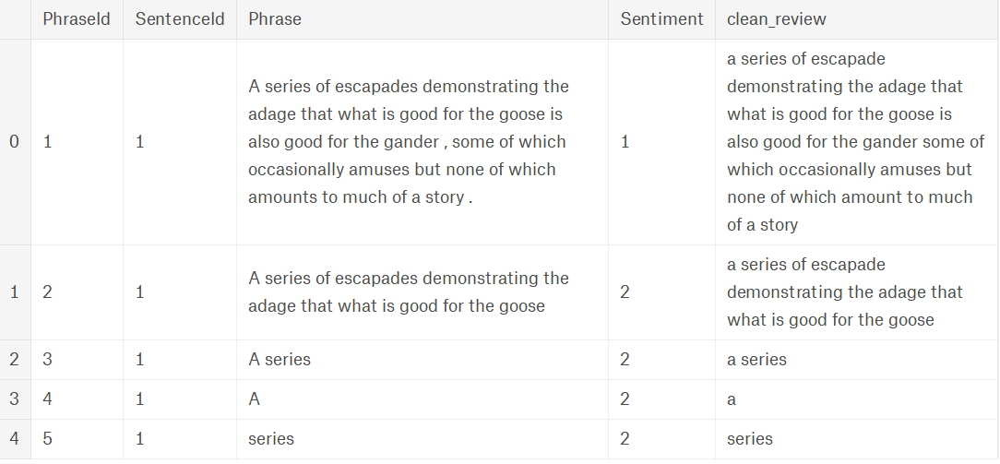 PhraseId SentenceId Phrase Sentiment clean_review
0 1 1 A series of escapades demonstrating the adage that what is good for the goose is also good for the gander , some of which occasionally amuses but none of which amounts to much of a story . 1 a series of escapade demonstrating the adage that what is good for the goose is also good for the gander some of which occasionally amuses but none of which amount to much of a story
1 2 1 A series of escapades demonstrating the adage that what is good for the goose 2 a series of escapade demonstrating the adage that what is good for the goose
2 3 1 A series 2 a series
3 4 1 A 2 a
4 5 1 series 2 series